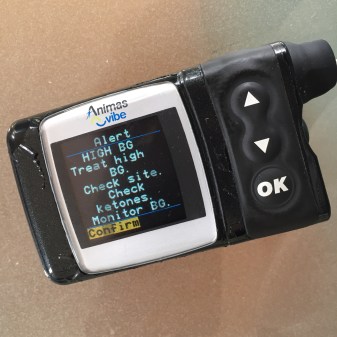 Animas
vibe
Alert
HIGH BG
Treat high
BG.
Check site.
Check
ketones.
Monitor BG.
Confirm
OK